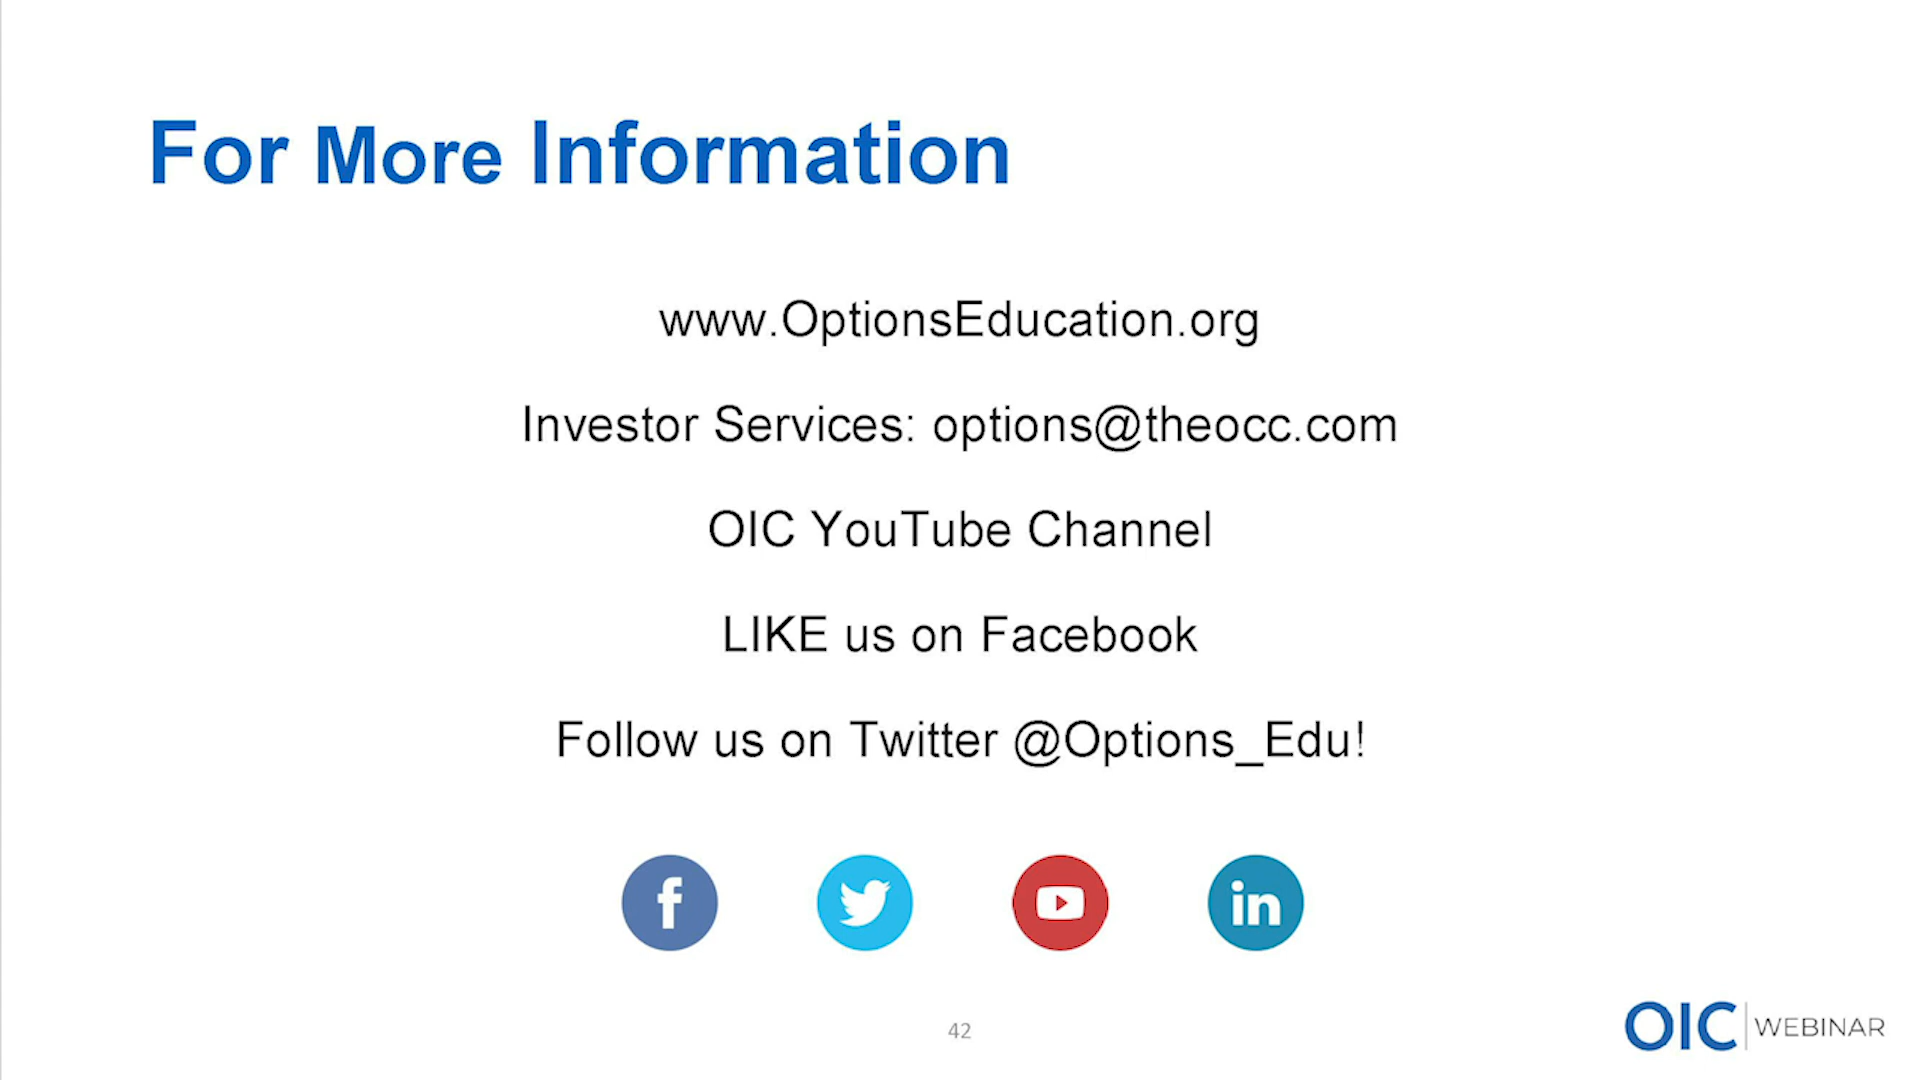 For More Information
www.OptionsEducation.org
Investor Services: options@theocc.com
OIC YouTube Channel
LIKE us on Facebook
Follow us on Twitter @Options_Edu!
f
in
42
OIC WEBINAR